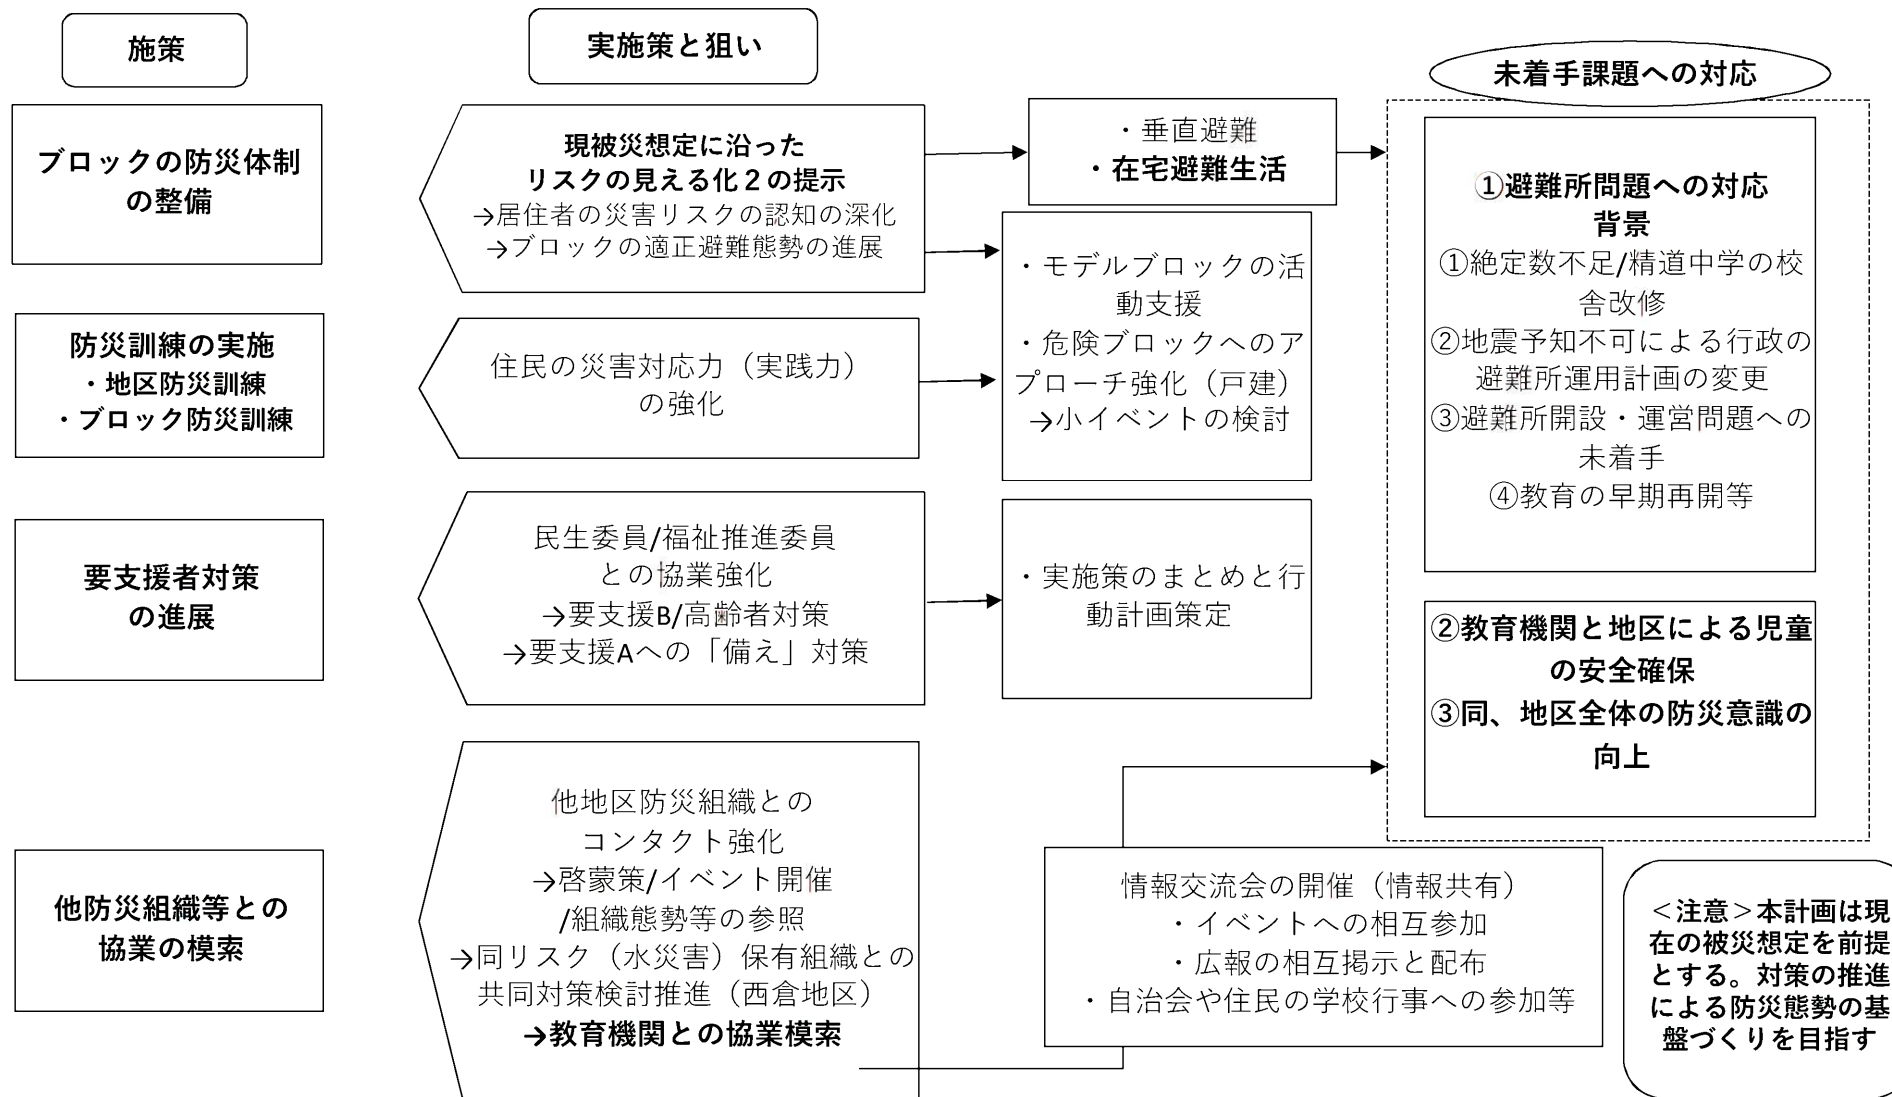 施策
実施策と狙い
未着手課題への対応
ブロックの防災体制
の整備
現被災想定に沿った
リスクの見える化２の提示
→居住者の災害リスクの認知の深化
→ブロックの適正避難態勢の進展
・垂直避難
・在宅避難生活
・モデルブロックの活
動支援
・危険ブロックへのア
プローチ強化（戸建）
→小イベントの検討
防災訓練の実施
・地区防災訓練
・ブロック防災訓練
住民の災害対応力（実践力）
の強化
要支援者対策
の進展
民生委員/福祉推進委員
との協業強化
→要支援B/高齢者対策
→要支援Aへの「備え」対策
・実施策のまとめと行
動計画策定
他防災組織等との
協業の模索
他地区防災組織との
コンタクト強化
→啓蒙策/イベント開催
/組織態勢等の参照
→同リスク（水災害）保有組織との
共同対策検討推進（西倉地区）
→教育機関との協業模索
情報交流会の開催（情報共有）
・イベントへの相互参加
・広報の相互掲示と配布
・自治会や住民の学校行事への参加等
①避難所問題への対応
背景
①絶定数不足/精道中学の校
舎改修
②地震予知不可による行政の
避難所運用計画の変更
③避難所開設・運営問題への
未着手
④教育の早期再開等
②教育機関と地区による児童
の安全確保
③同、地区全体の防災意識の
向上
＜注意＞本計画は現
在の被災想定を前提
とする。対策の推進
による防災態勢の基
盤づくりを目指す